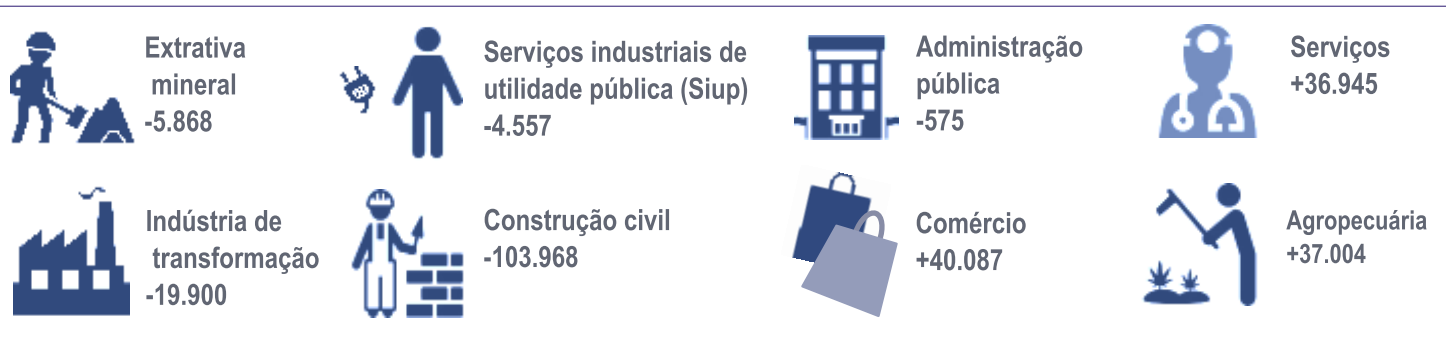 Extrativa
mineral
-5.868
Serviços industriais de
utilidade pública (Siup)
-4.557
Administração
pública
-575
Serviços
+36.945
Indústria de
transformação
-19.900
Construção civil
-103.968
Comércio
+40.087
Agropecuária
+37.004